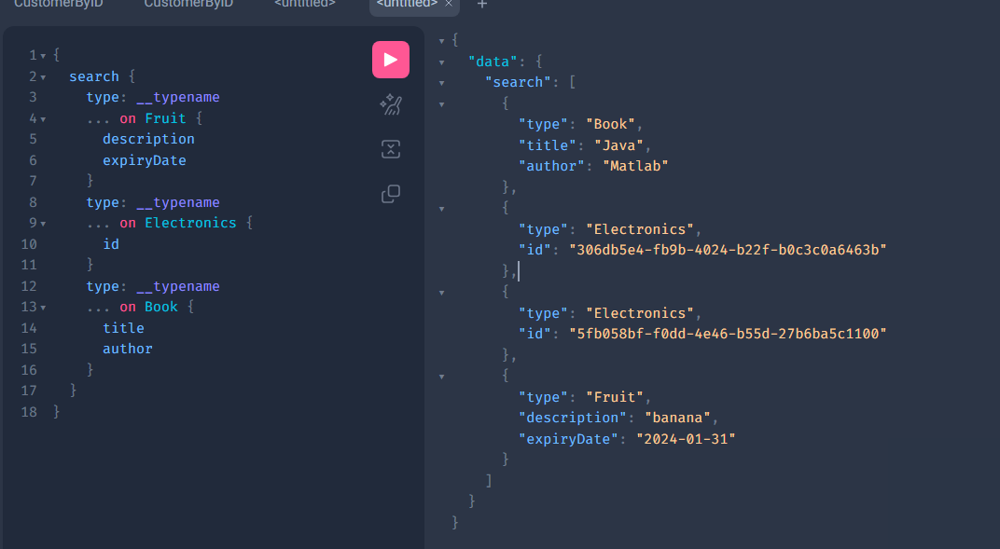 CustomerByID CustomerByID <untitled> <untitled> × +
1 {
2 search {
3 type: __typename
4 ... on Fruit {
5 description
6 expiryDate
7 }
8 type: __typename
9 ... on Electronics {
10 id
11 }
12 type: __typename
13 ... on Book {
14 title
15 author
16 }
17 }
18 }
{
"data": {
"search": [
{
"type": "Book",
"title": "Java",
"author": "Matlab"
},
{
"type": "Electronics",
"id": "306db5e4-fb9b-4024-b22f-b0c3c0a6463b"
},
{
"type": "Electronics",
"id": "5fb058bf-f0dd-4e46-b55d-27b6ba5c1100"
},
{
"type": "Fruit",
"description": "banana",
"expiryDate": "2024-01-31"
}
]
}
}